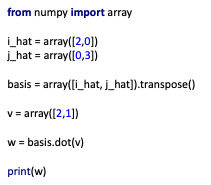 from numpy import array
i_hat = array([2,0])
j_hat = array([0,3])
basis = array([i_hat, j_hat]).transpose()
v = array([2,1])
w = basis.dot(v)
print(w)